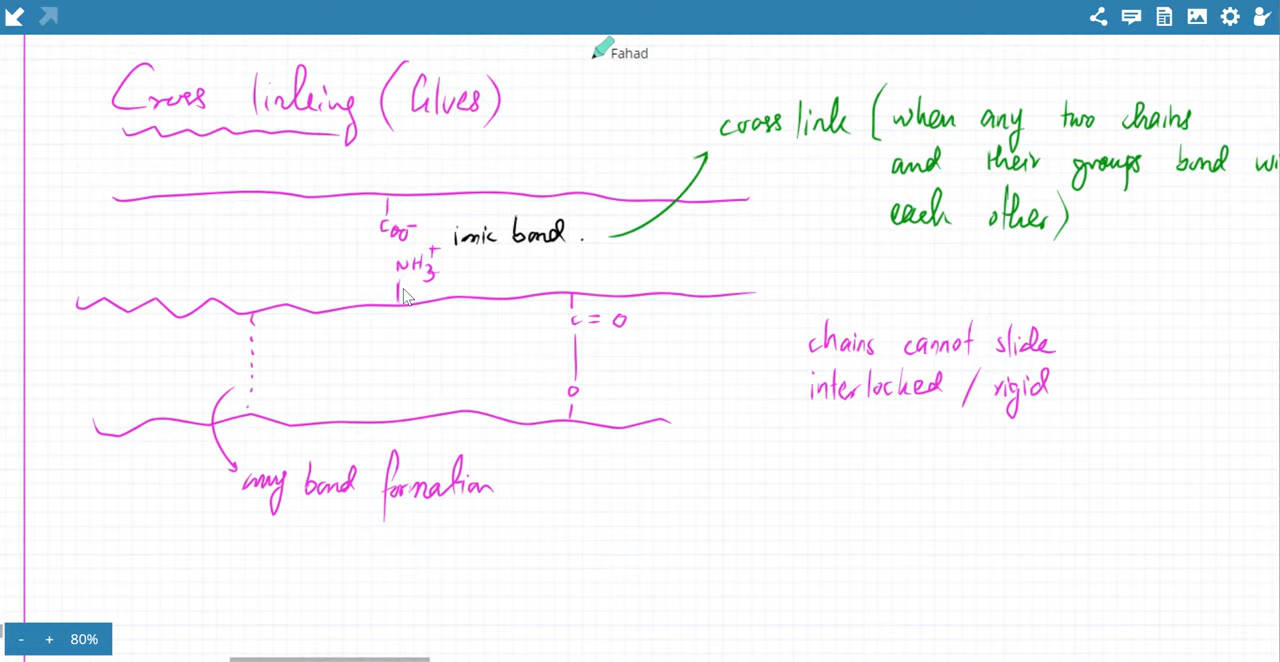 Fahad
Cross linking (Glues)
cross link (when any two chains
and their groups bond wi
each other)
COO-
ionic bond.
NH3+
C=O
O
chains cannot slide
interlocked / rigid
any bond formation
- + 80%